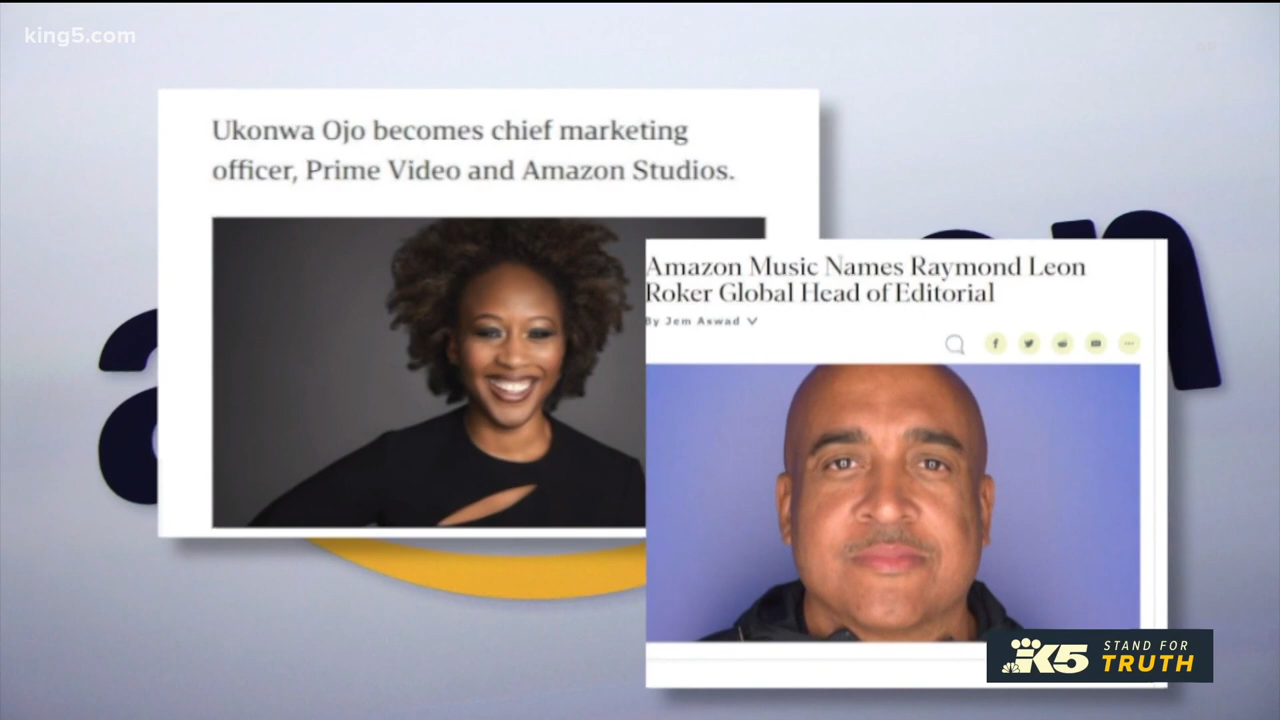 king5.com
Ukonwa Ojo becomes chief marketing
officer, Prime Video and Amazon Studios.
Amazon Music Names Raymond Leon
Roker Global Head of Editorial
By Jem Aswad
K5
STAND FOR
TRUTH